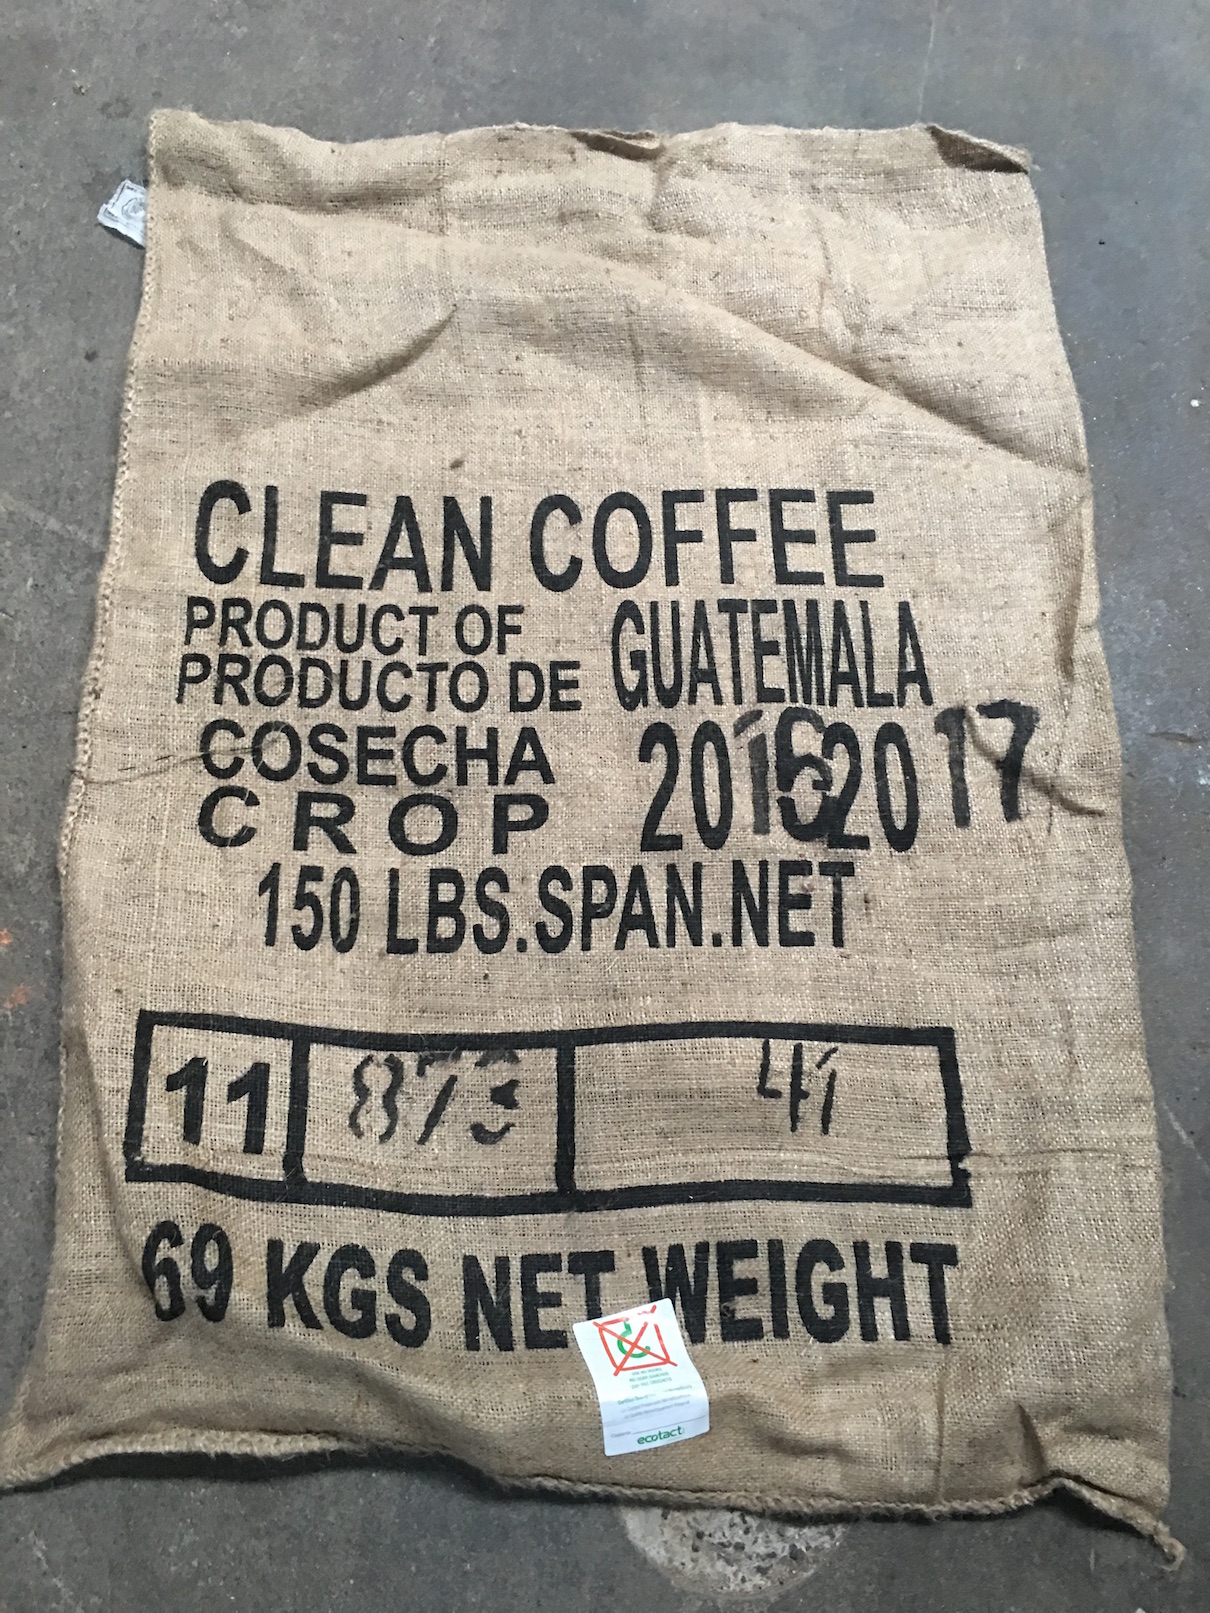 CLEAN COFFEE
PRODUCT OF
PRODUCTO DE GUATEMALA
COSECHA
CROP 2016 2017
150 LBS.SPAN.NET
11 873 41
69 KGS NET WEIGHT
ecotact